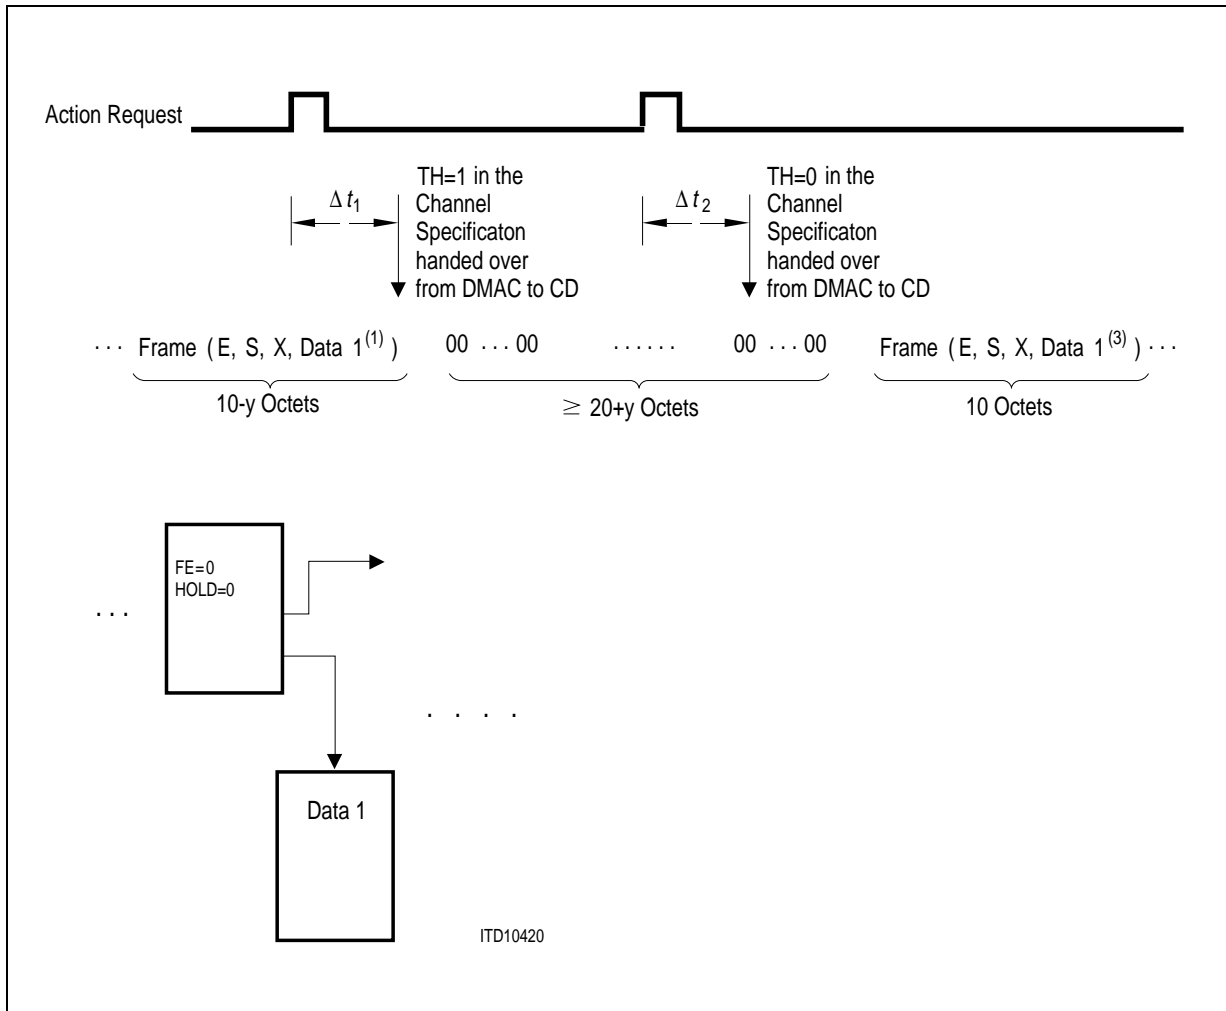 Action Request
Δ t1
TH=1 in the
Channel
Specificaton
handed over
from DMAC to CD
Δ t2
TH=0 in the
Channel
Specificaton
handed over
from DMAC to CD
· · · Frame ( E, S, X, Data 1(1) ) 00 · · · 00 · · · · · · 00 · · · 00 Frame ( E, S, X, Data 1(3) ) · · ·
10-y Octets ≥ 20+y Octets 10 Octets
FE=0
HOLD=0
· · ·
· · · ·
Data 1
ITD10420